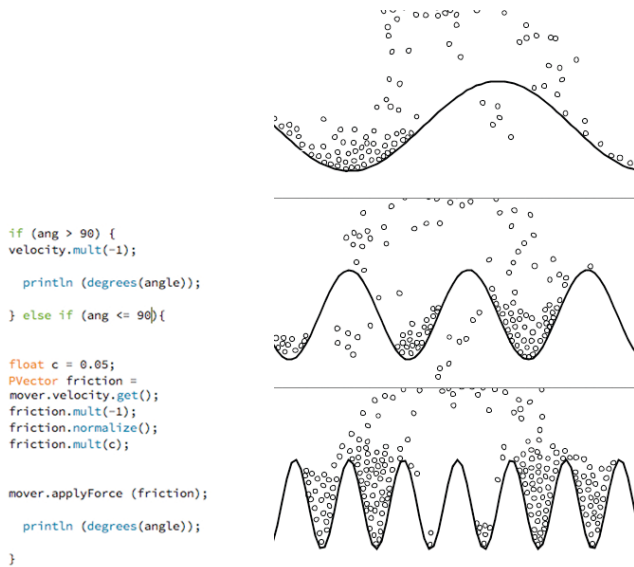 if (ang > 90) {
velocity.mult(-1);
println (degrees(angle));
} else if (ang <= 90){
float c = 0.05;
PVector friction =
mover.velocity.get();
friction.mult(-1);
friction.normalize();
friction.mult(c);
mover.applyForce (friction);
println (degrees(angle));
}